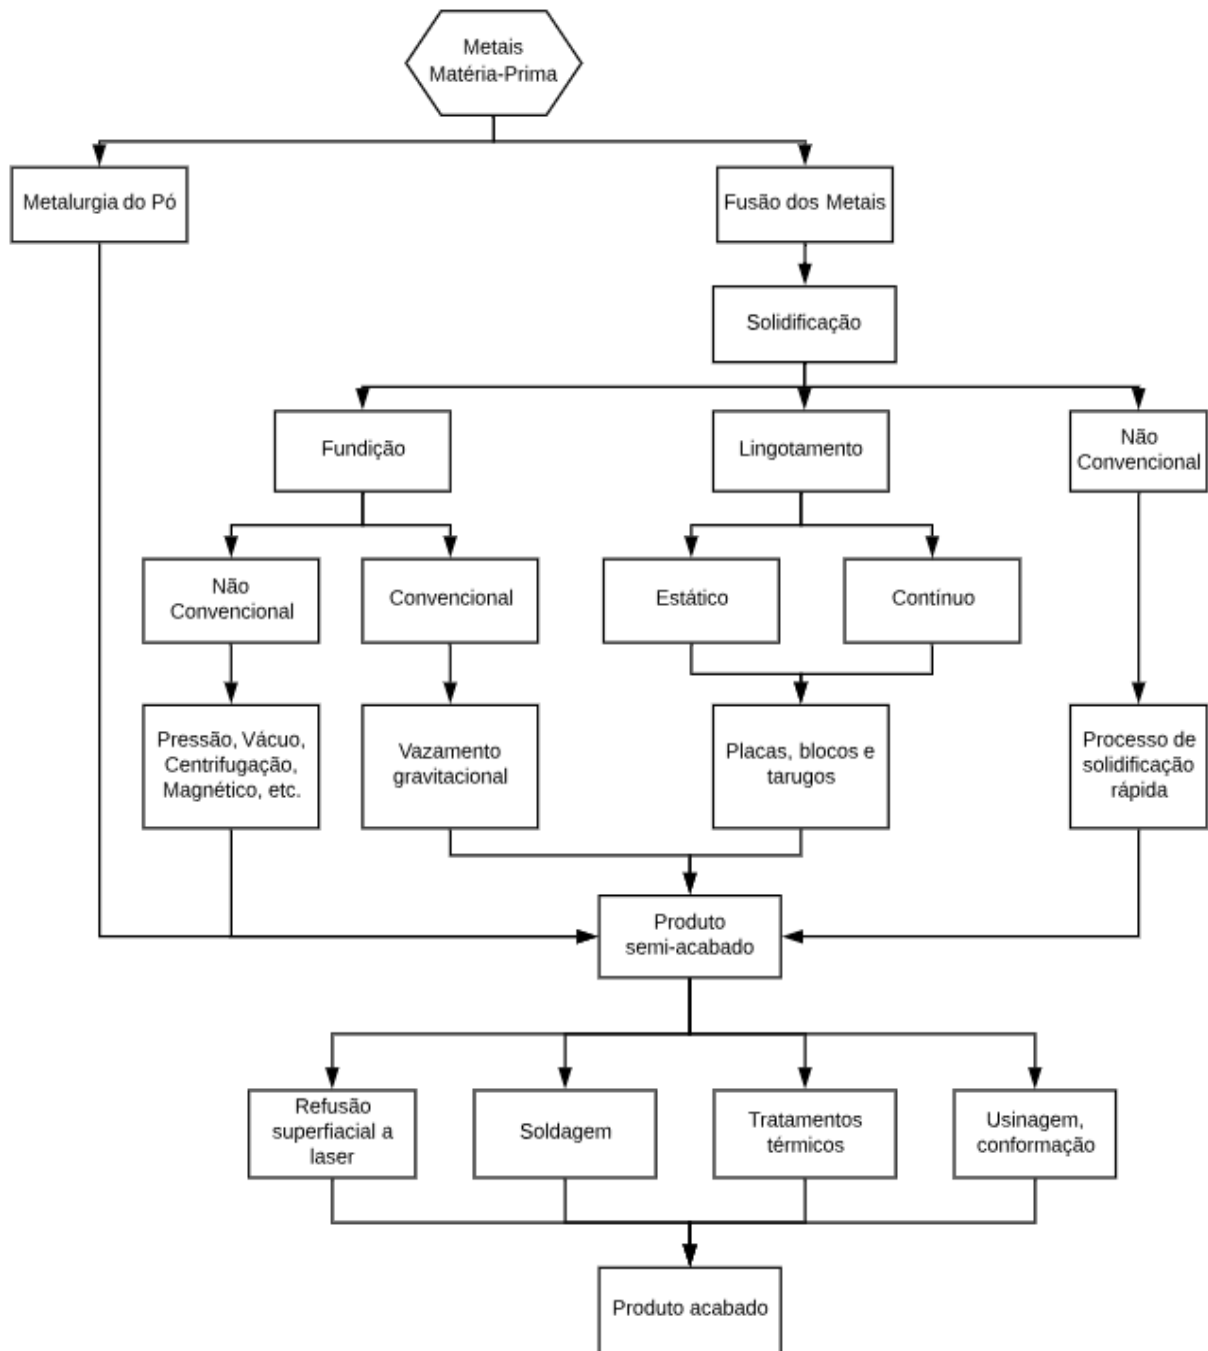 Metais
Matéria-Prima
Metalurgia do Pó
Fusão dos Metais
Solidificação
Fundição
Lingotamento
Não
Convencional
Não
Convencional
Convencional
Estático
Contínuo
Pressão, Vácuo,
Centrifugação,
Magnético, etc.
Vazamento
gravitacional
Placas, blocos e
tarugos
Processo de
solidificação
rápida
Produto
semi-acabado
Refusão
superfiacial a
laser
Soldagem
Tratamentos
térmicos
Usinagem,
conformação
Produto acabado